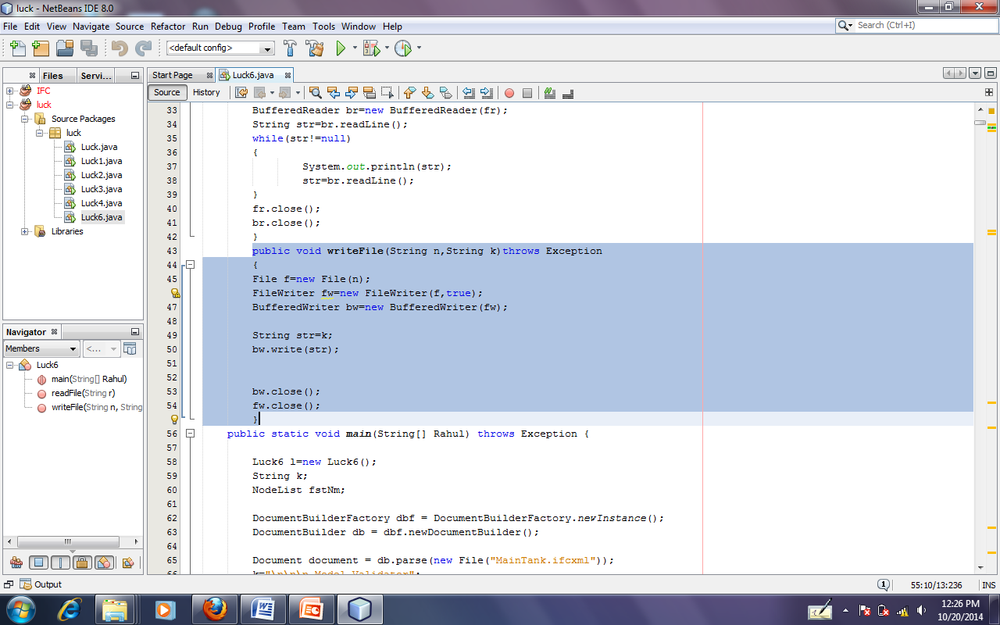 luck - NetBeans IDE 8.0
File Edit View Navigate Source Refactor Run Debug Profile Team Tools Window Help
Search (Ctrl+I)
<default config>
Files Servi...
IFC
luck
Source Packages
luck
Luck.java
Luck1.java
Luck2.java
Luck3.java
Luck4.java
Luck6.java
Libraries
Navigator
Members <...
Luck6
main(String[] Rahul)
readFile(String r)
writeFile(String n, String
Start Page Luck6.java
Source History
33 BufferedReader br=new BufferedReader(fr);
34 String str=br.readLine();
35 while(str!=null)
36 {
37 System.out.println(str);
38 str=br.readLine();
39 }
40 fr.close();
41 br.close();
42 }
43 public void writeFile(String n,String k)throws Exception
44 {
45 File f=new File(n);
FileWriter fw=new FileWriter(f,true);
47 BufferedWriter bw=new BufferedWriter(fw);
48
49 String str=k;
50 bw.write(str);
51
52
53 bw.close();
54 fw.close();
}
56 public static void main(String[] Rahul) throws Exception {
57
58 Luck6 l=new Luck6();
59 String k;
60 NodeList fstNm;
61
62 DocumentBuilderFactory dbf = DocumentBuilderFactory.newInstance();
63 DocumentBuilder db = dbf.newDocumentBuilder();
64
65 Document document = db.parse(new File("MainTank.ifcxml"));
66 k="\n\n\n Model Validator";
Output
1 55:10/13:236 INS
12:26 PM
10/20/2014